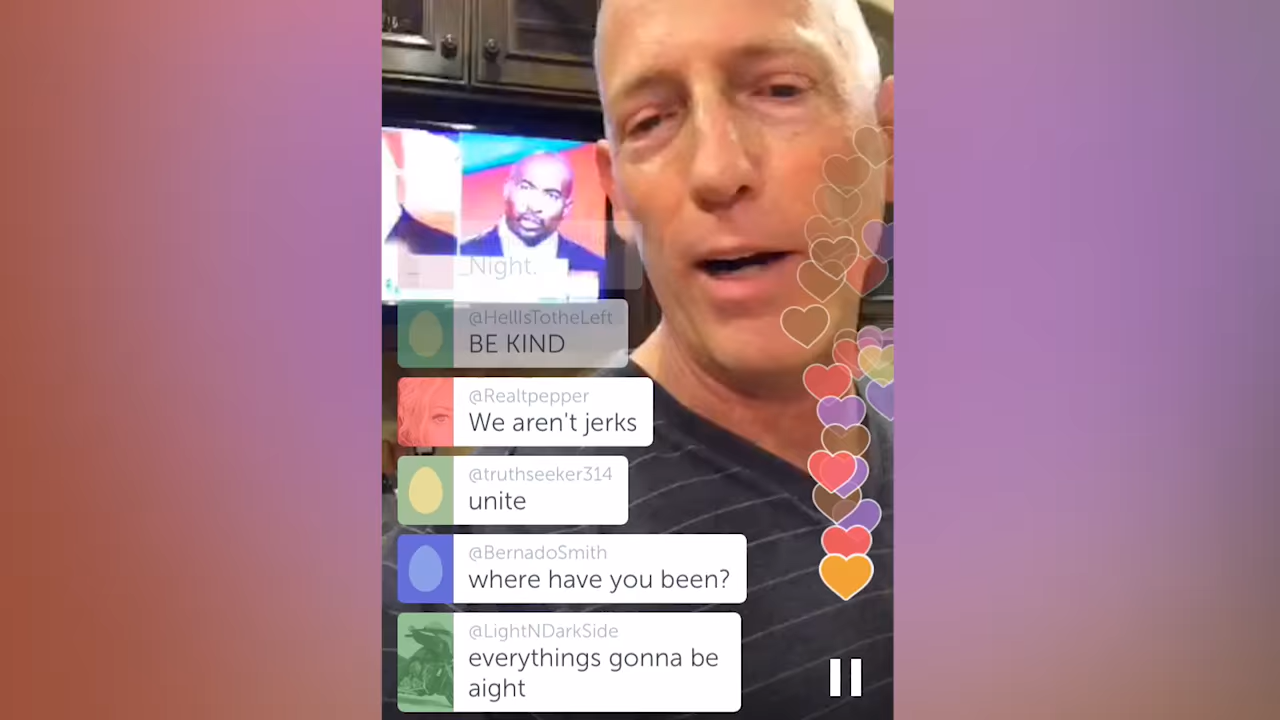 Night.
@HellIsTotheLeft
BE KIND
@Realtpepper
We aren't jerks
@truthseeker314
unite
@BernadoSmith
where have you been?
@LightNDarkSide
everythings gonna be
aight